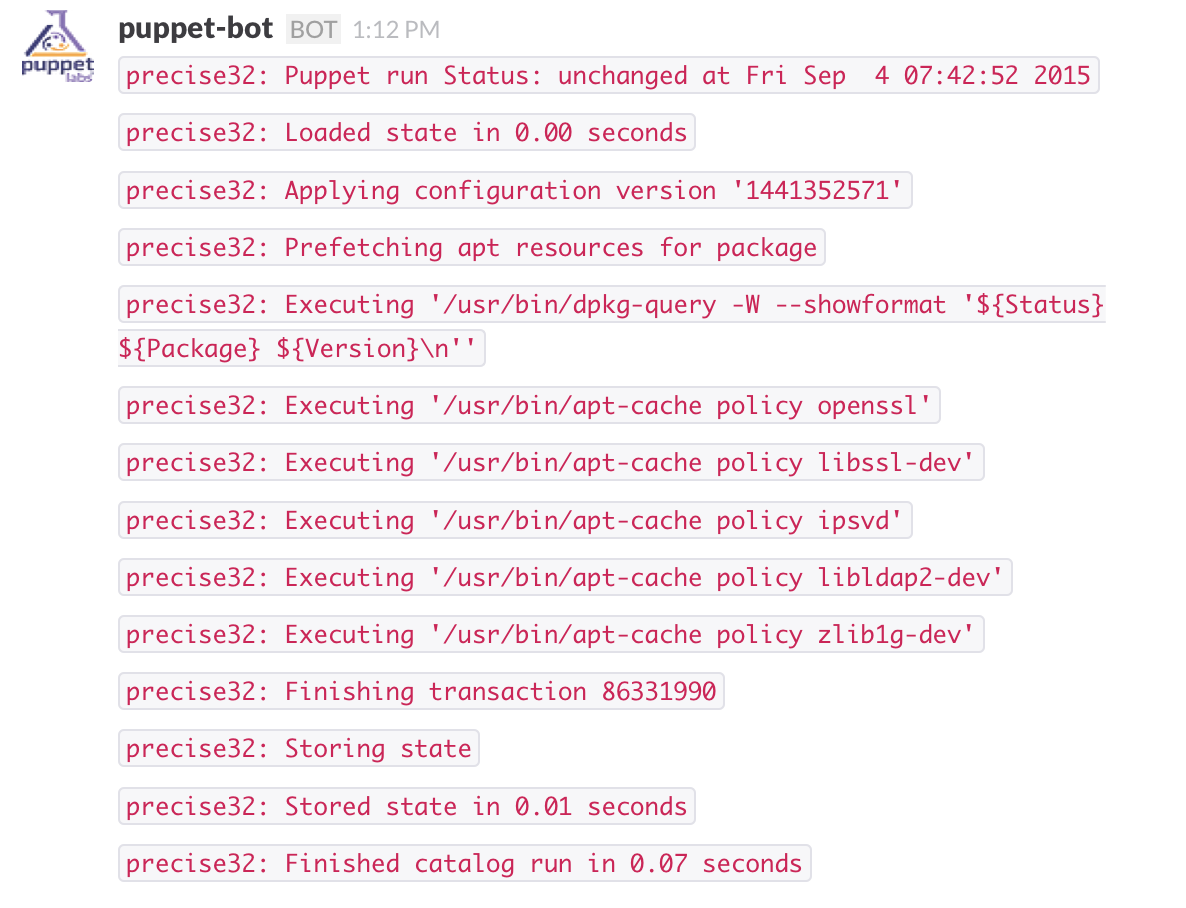 puppet labs
puppet-bot BOT 1:12 PM
precise32: Puppet run Status: unchanged at Fri Sep  4 07:42:52 2015
precise32: Loaded state in 0.00 seconds
precise32: Applying configuration version '1441352571'
precise32: Prefetching apt resources for package
precise32: Executing '/usr/bin/dpkg-query -W --showformat '${Status}
${Package} ${Version}\n''
precise32: Executing '/usr/bin/apt-cache policy openssl'
precise32: Executing '/usr/bin/apt-cache policy libssl-dev'
precise32: Executing '/usr/bin/apt-cache policy ipsvd'
precise32: Executing '/usr/bin/apt-cache policy libldap2-dev'
precise32: Executing '/usr/bin/apt-cache policy zlib1g-dev'
precise32: Finishing transaction 86331990
precise32: Storing state
precise32: Stored state in 0.01 seconds
precise32: Finished catalog run in 0.07 seconds